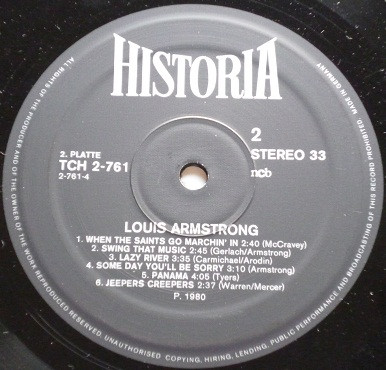 HISTORIA
2
2. PLATTE
TCH 2-761
STEREO 33
2-761-4
ncb
LOUIS ARMSTRONG
1. WHEN THE SAINTS GO MARCHIN' IN 2:40 (McCravey)
2. SWING THAT MUSIC 2:45 (Gerlach/Armstrong)
3. LAZY RIVER 3:35 (Carmichael/Arodin)
4. SOME DAY YOU'LL BE SORRY 3:10 (Armstrong)
5. PANAMA 4:05 (Tyers)
6. JEEPERS CREEPERS 2:37 (Warren/Mercer)
P. 1980
ALL RIGHTS OF THE PRODUCER AND OF THE OWNER OF THE WORK REPRODUCED RESERVED. UNAUTHORISED COPYING, HIRING, LENDING, PUBLIC PERFORMANCE AND BROADCASTING OF THIS RECORD PROHIBITED. MADE IN GERMANY